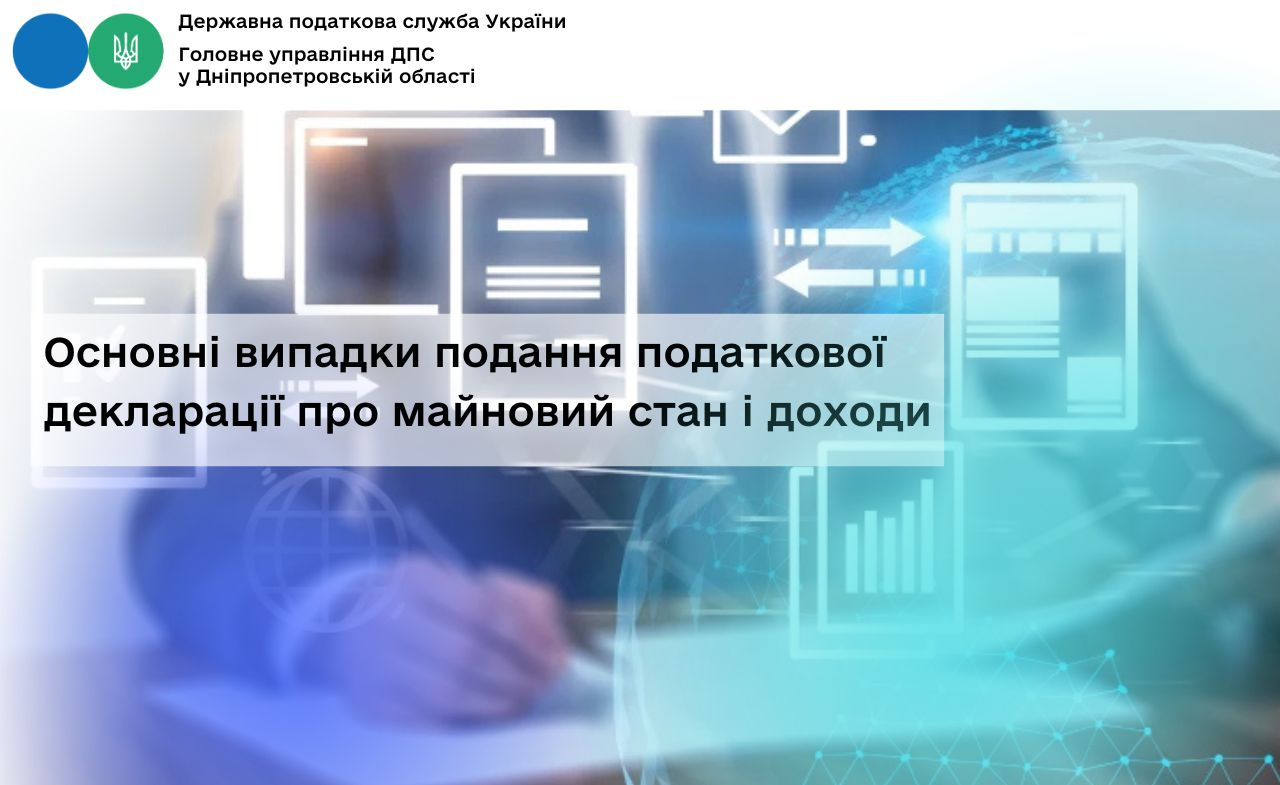 Державна податкова служба України
Головне управління ДПС
у Дніпропетровській області
Основні випадки подання податкової
декларації про майновий стан і доходи